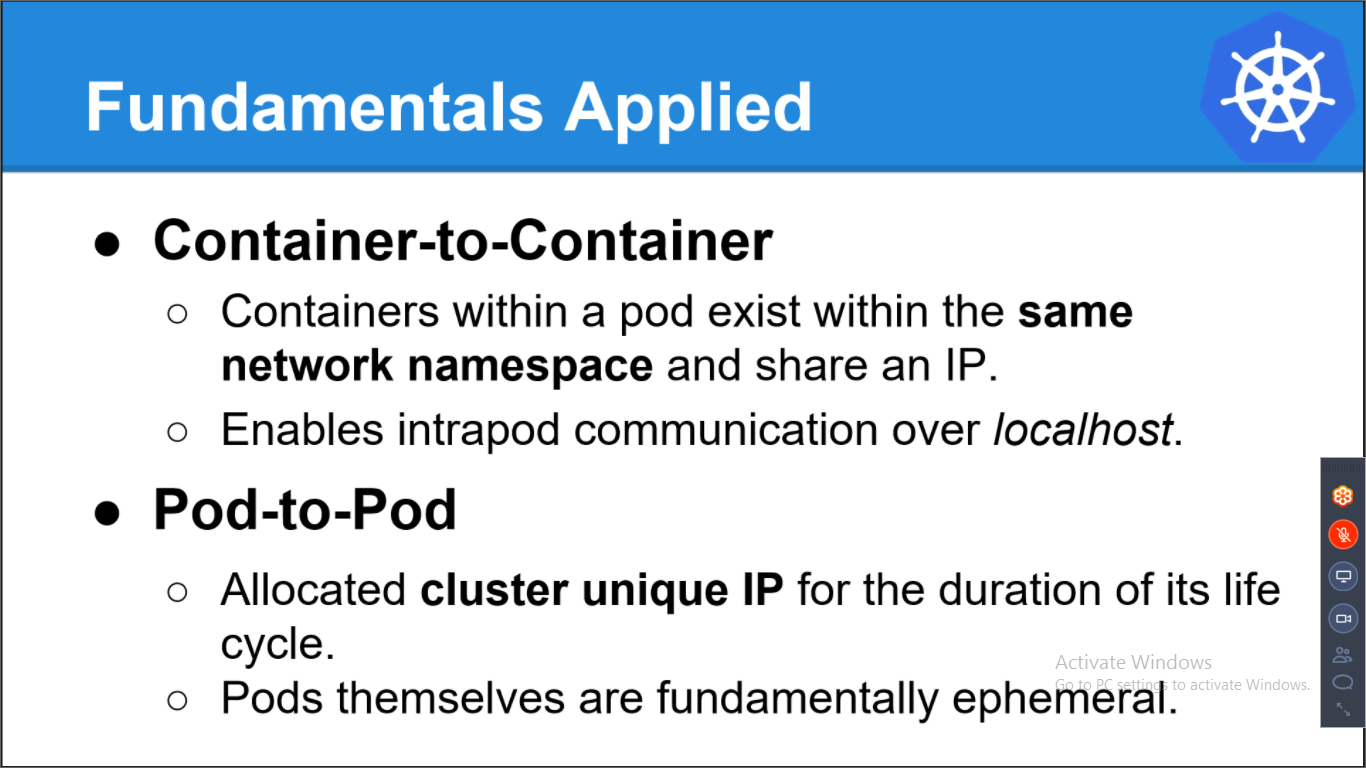 Fundamentals Applied
● Container-to-Container
○ Containers within a pod exist within the same
network namespace and share an IP.
○ Enables intrapod communication over localhost.
● Pod-to-Pod
○ Allocated cluster unique IP for the duration of its life
cycle.
Activate Windows
Go to PC settings to activate Windows.
○ Pods themselves are fundamentally ephemeral.